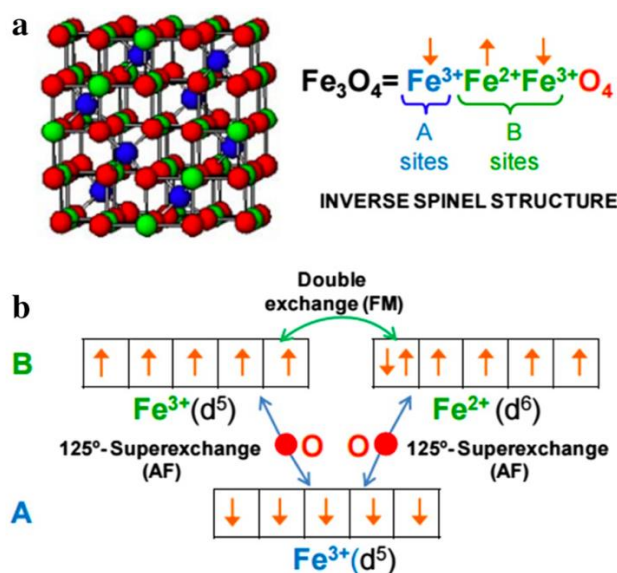 a
Fe₃O₄= Fe³⁺Fe²⁺Fe³⁺O₄
A sites
B sites
INVERSE SPINEL STRUCTURE
b
Double
exchange (FM)
B
Fe³⁺(d⁵)
Fe²⁺ (d⁶)
125º- Superexchange
(AF)
O
O
125º- Superexchange
(AF)
A
Fe³⁺(d⁵)